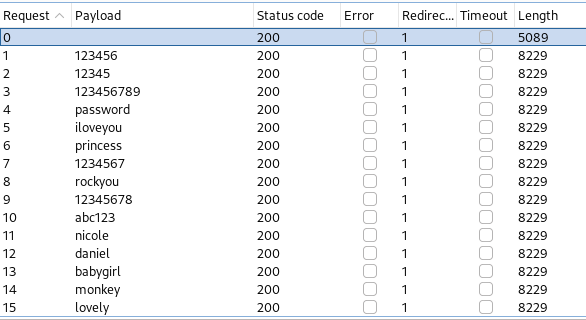 Request Payload Status code Error Redirec... Timeout Length
0 200 1 5089
1 123456 200 1 8229
2 12345 200 1 8229
3 123456789 200 1 8229
4 password 200 1 8229
5 iloveyou 200 1 8229
6 princess 200 1 8229
7 1234567 200 1 8229
8 rockyou 200 1 8229
9 12345678 200 1 8229
10 abc123 200 1 8229
11 nicole 200 1 8229
12 daniel 200 1 8229
13 babygirl 200 1 8229
14 monkey 200 1 8229
15 lovely 200 1 8229